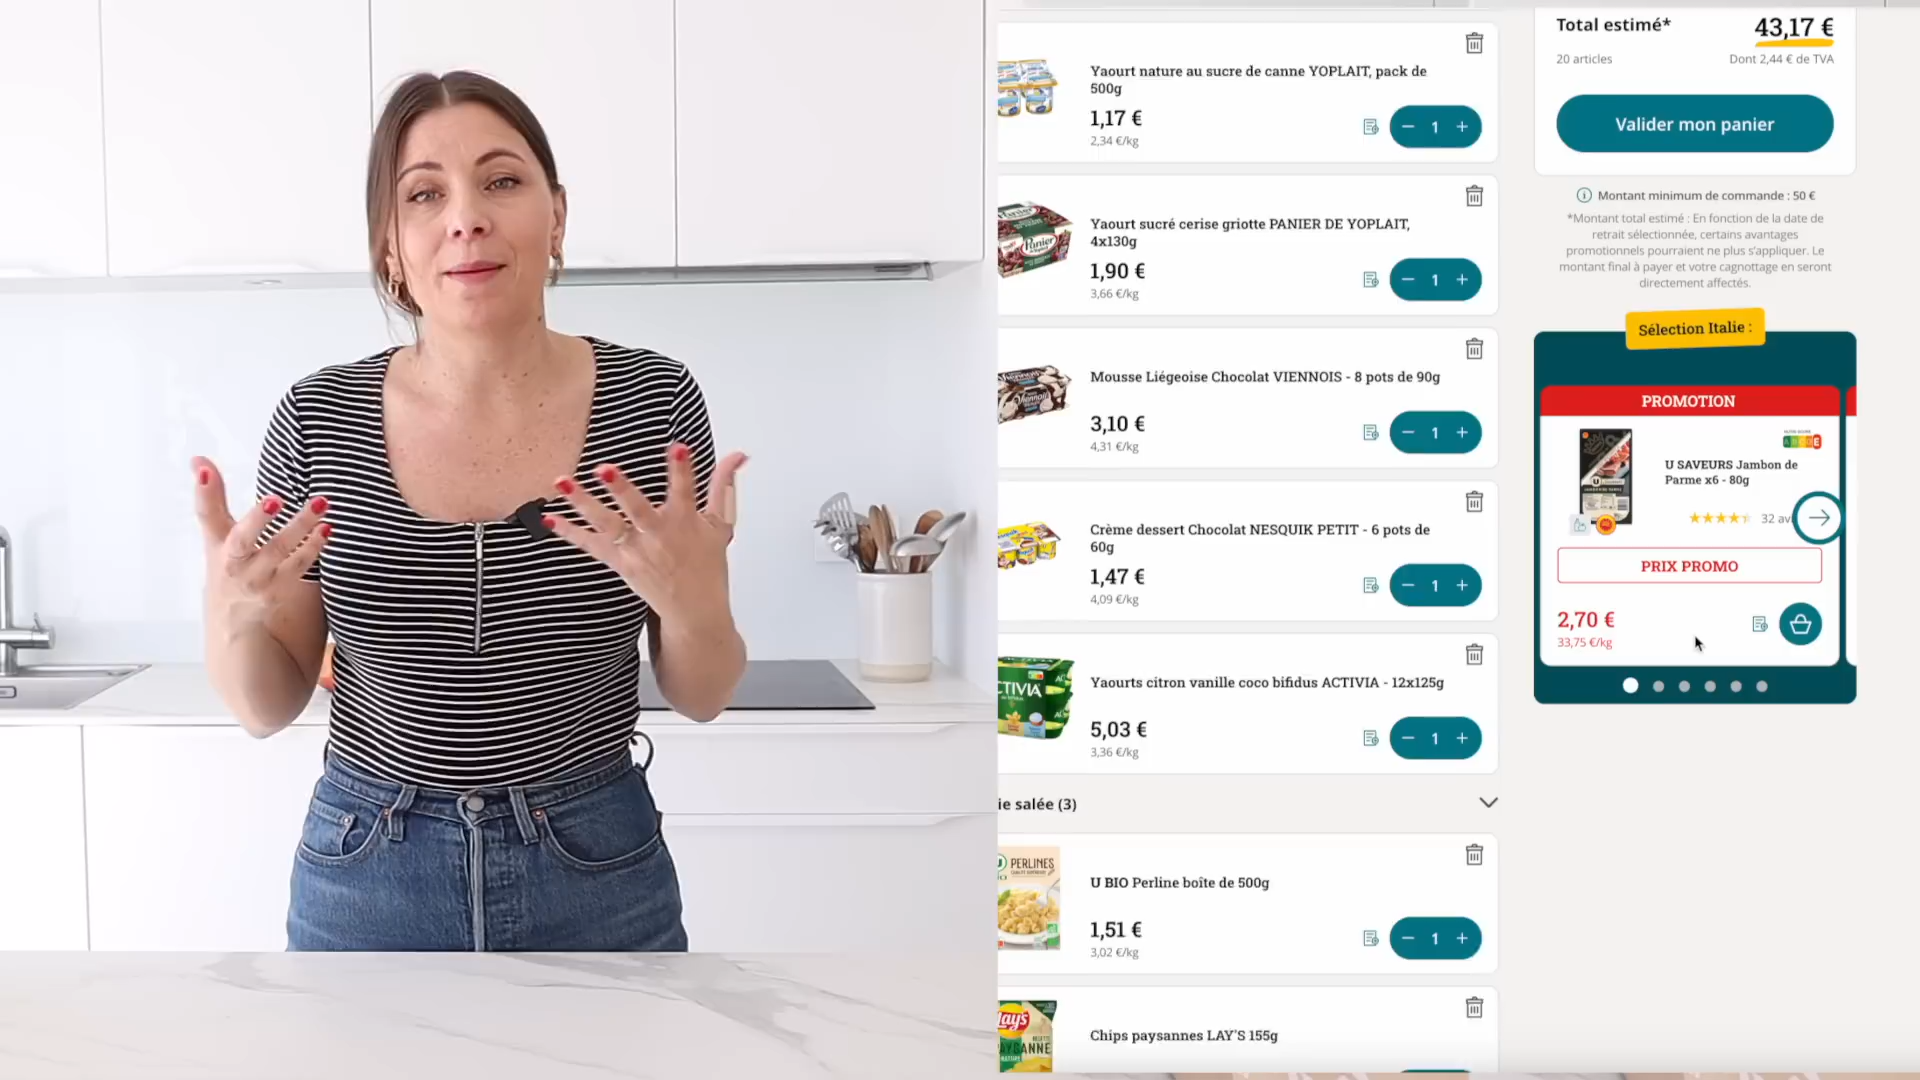 Yaourt nature au sucre de canne YOPLAIT, pack de
500g
1,17 €
2,34 €/kg
1
Yaourt sucré cerise griotte PANIER DE YOPLAIT,
4x130g
1,90 €
3,66 €/kg
1
Mousse Liégeoise Chocolat VIENNOIS - 8 pots de 90g
3,10 €
4,31 €/kg
1
Crème dessert Chocolat NESQUIK PETIT - 6 pots de
60g
1,47 €
4,09 €/kg
1
CTIVIA
Yaourts citron vanille coco bifidus ACTIVIA - 12x125g
5,03 €
3,36 €/kg
1
ie salée (3)
PERLINES
U BIO Perline boîte de 500g
1,51 €
3,02 €/kg
1
Lay's
PAYSANNE
Chips paysannes LAY'S 155g
Total estimé*
43,17 €
20 articles
Dont 2,44 € de TVA
Valider mon panier
Montant minimum de commande : 50 €
*Montant total estimé : En fonction de la date de
retrait sélectionnée, certains avantages
promotionnels pourraient ne plus s'appliquer. Le
montant final à payer et votre cagnottage en seront
directement affectés.
Sélection Italie :
PROMOTION
U SAVEURS Jambon de
Parme x6 - 80g
32 avi
PRIX PROMO
2,70 €
33,75 €/kg